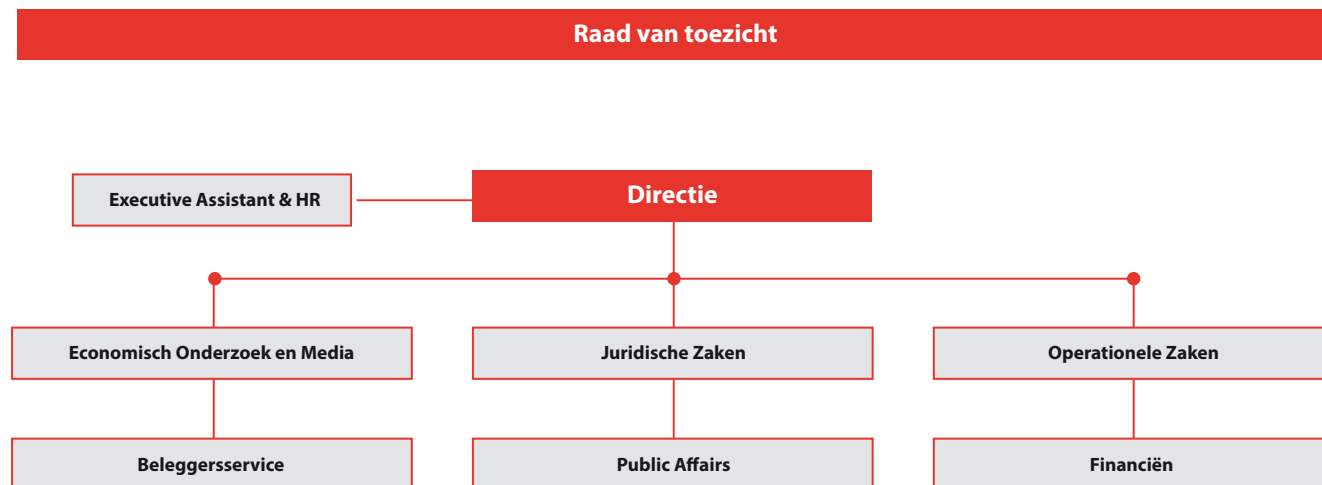 Raad van toezicht
Executive Assistant & HR
Directie
Economisch Onderzoek en Media
Juridische Zaken
Operationele Zaken
Beleggersservice
Public Affairs
Financiën